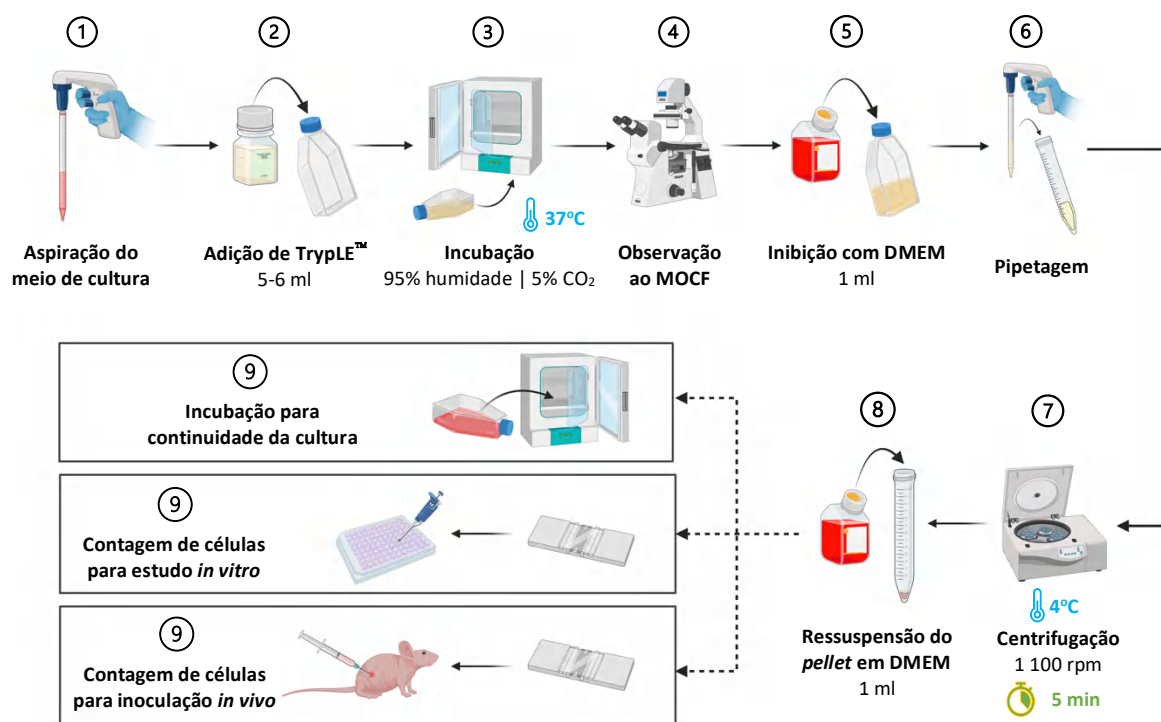 1
Aspiração do
meio de cultura
2
Adição de TrypLE™
5-6 ml
3
37ºC
Incubação
95% humidade | 5% CO₂
4
Observação
ao MOCF
5
Inibição com DMEM
1 ml
6
Pipetagem
7
4ºC
Centrifugação
1 100 rpm
5 min
8
Ressuspensão do
pellet em DMEM
1 ml
9
Incubação para
continuidade da cultura
9
Contagem de células
para estudo in vitro
9
Contagem de células
para inoculação in vivo